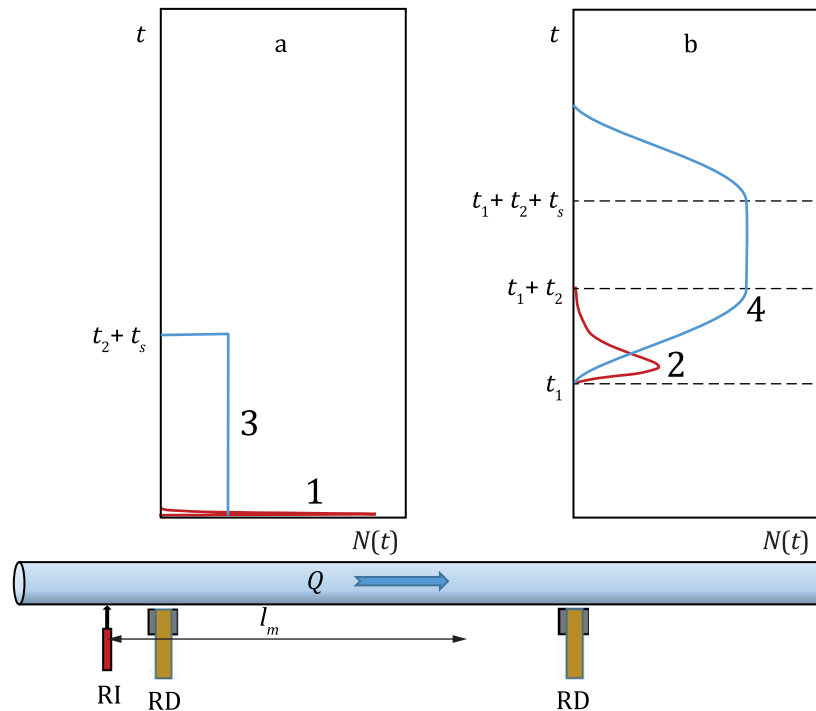 t
a
t₂ + tₛ
3
1
N(t)
t
b
t₁ + t₂ + tₛ
t₁ + t₂
4
2
t₁
N(t)
Q
lₘ
RI
RD
RD